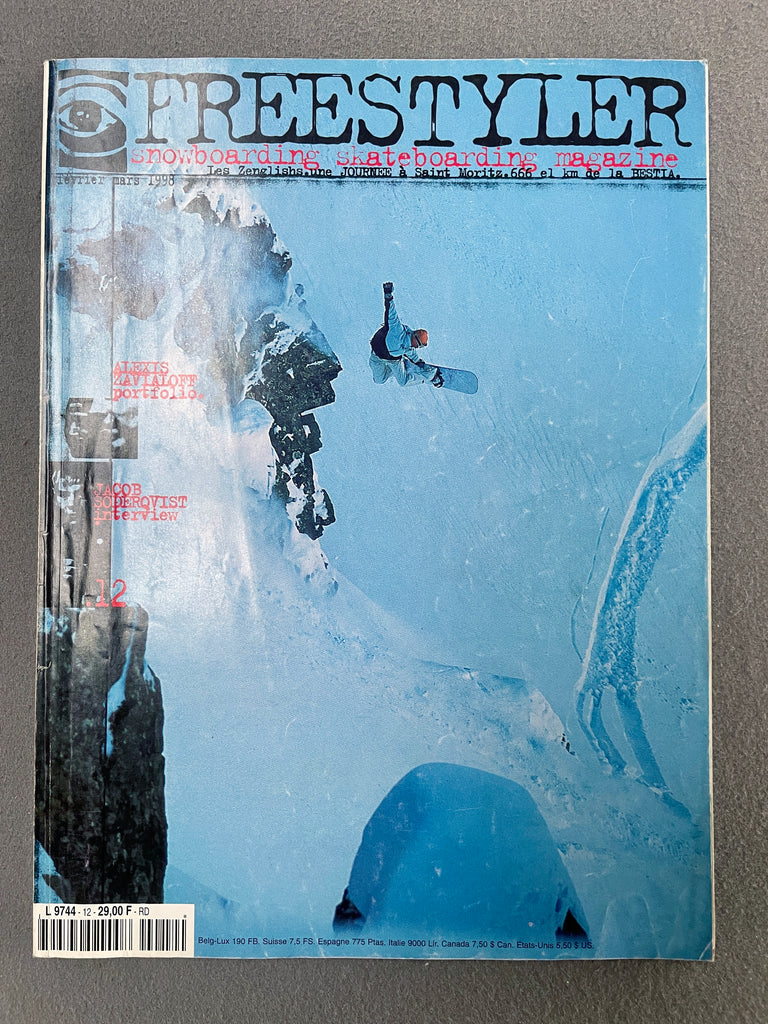 FREESTYLER
snowboarding skateboarding magazine
Les Zenglishs.une JOURNEE à Saint Moritz.666 el km de la BESTIA.
février mars 1998
ALEXIS
ZAVIALOFF
portfolio.
JACOB
SODERQVIST
interview
.12
L 9744 - 12 - 29,00 F - RD
Belg-Lux 190 FB. Suisse 7,5 FS. Espagne 775 Ptas. Italie 9000 Lir. Canada 7,50 $ Can. États-Unis 5,50 $ US.